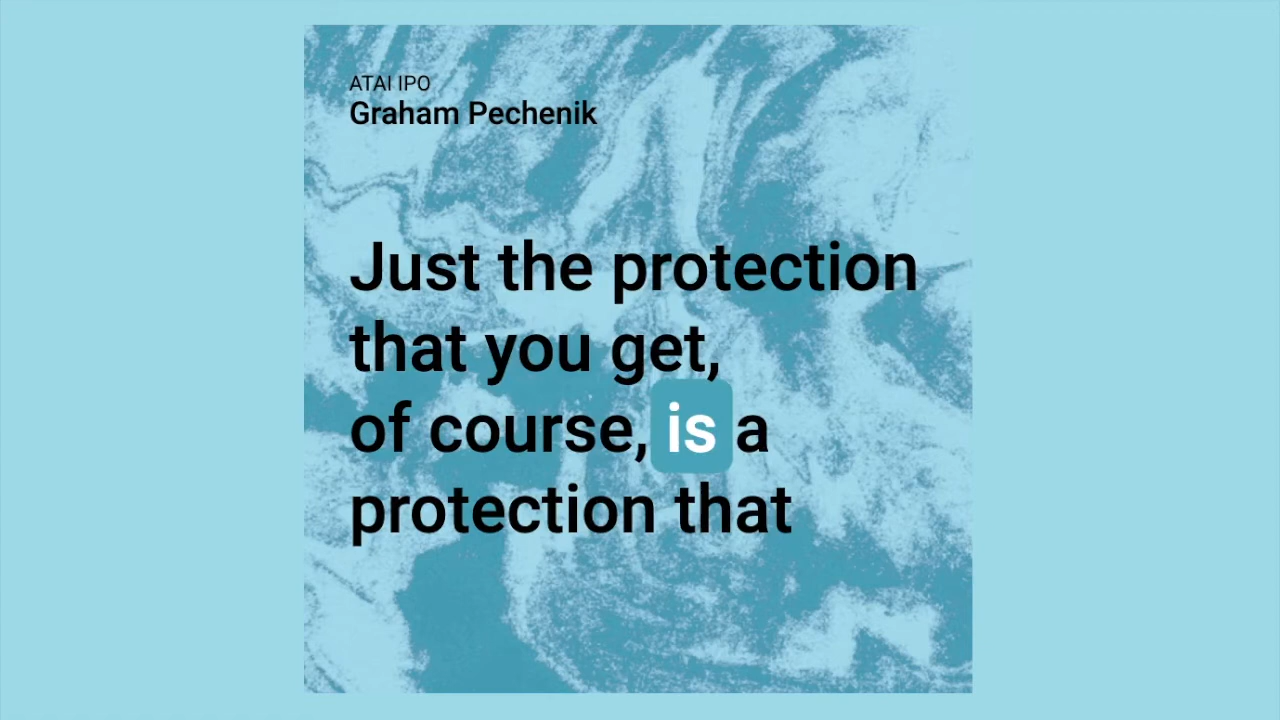 ATAI IPO
Graham Pechenik
Just the protection
that you get,
of course, is a
protection that